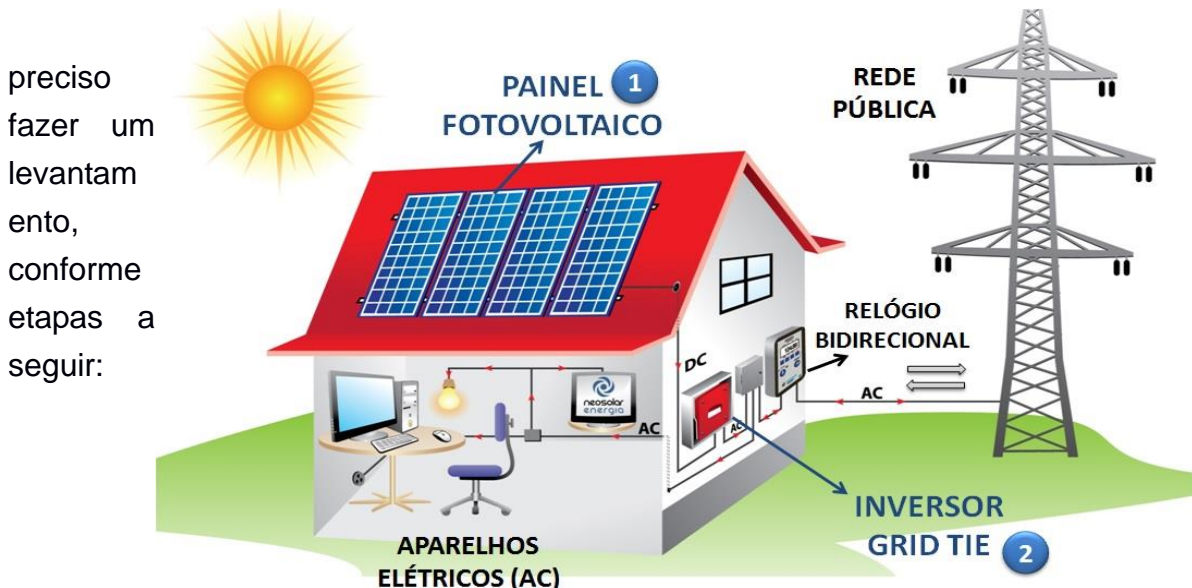 preciso
fazer um
levantam
ento,
conforme
etapas a
seguir:
PAINEL 1
FOTOVOLTAICO
REDE
PÚBLICA
RELÓGIO
BIDIRECIONAL
DC
AC
AC
AC
neosolar
energia
INVERSOR
GRID TIE 2
APARELHOS
ELÉTRICOS (AC)